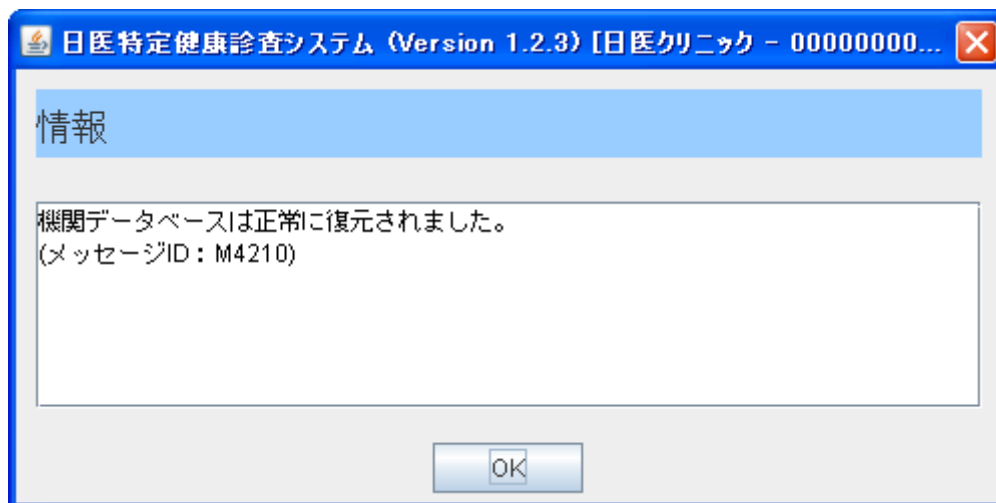 日医特定健康診査システム (Version 1.2.3) [日医クリニック - 00000000...
情報
機関データベースは正常に復元されました。
(メッセージID：M4210)
OK